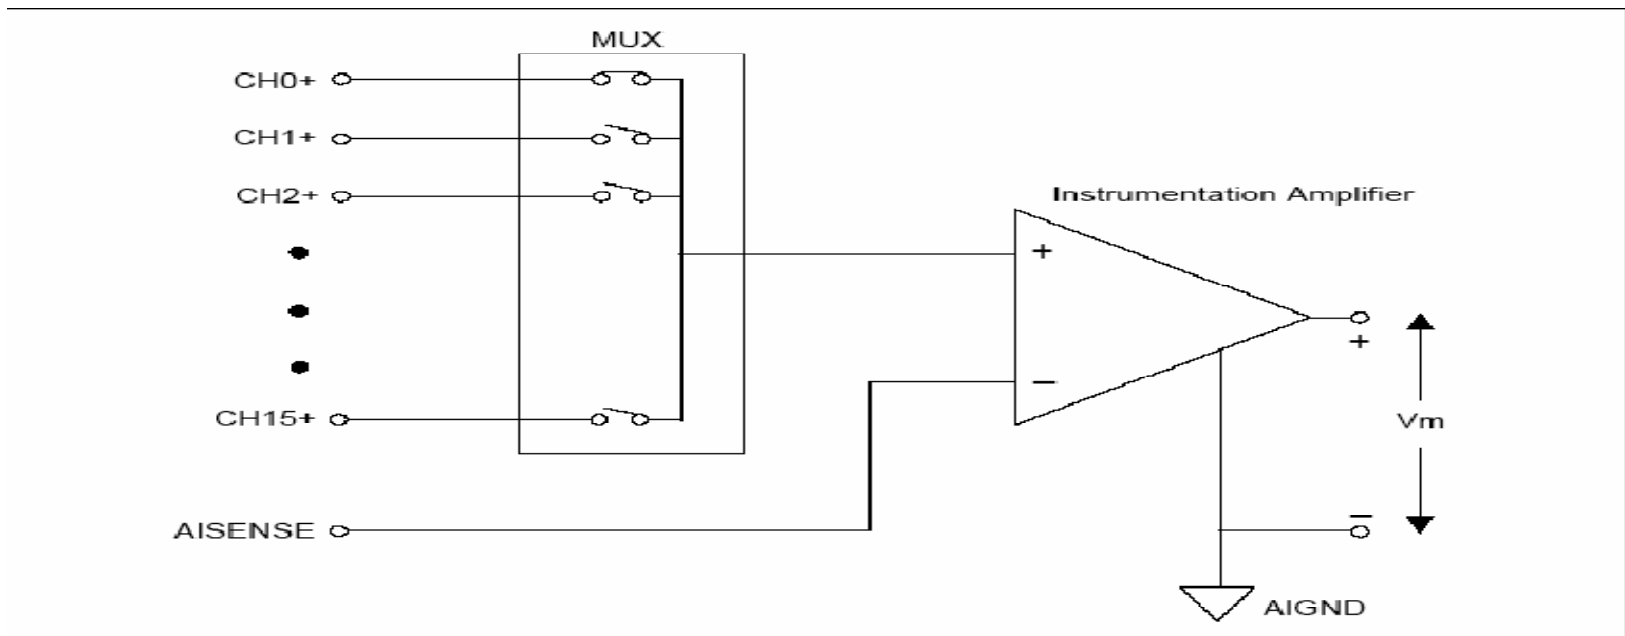 MUX
CH0+
CH1+
CH2+
Instrumentation Amplifier
+
+
Vm
−
CH15+
−
AISENSE
AIGND